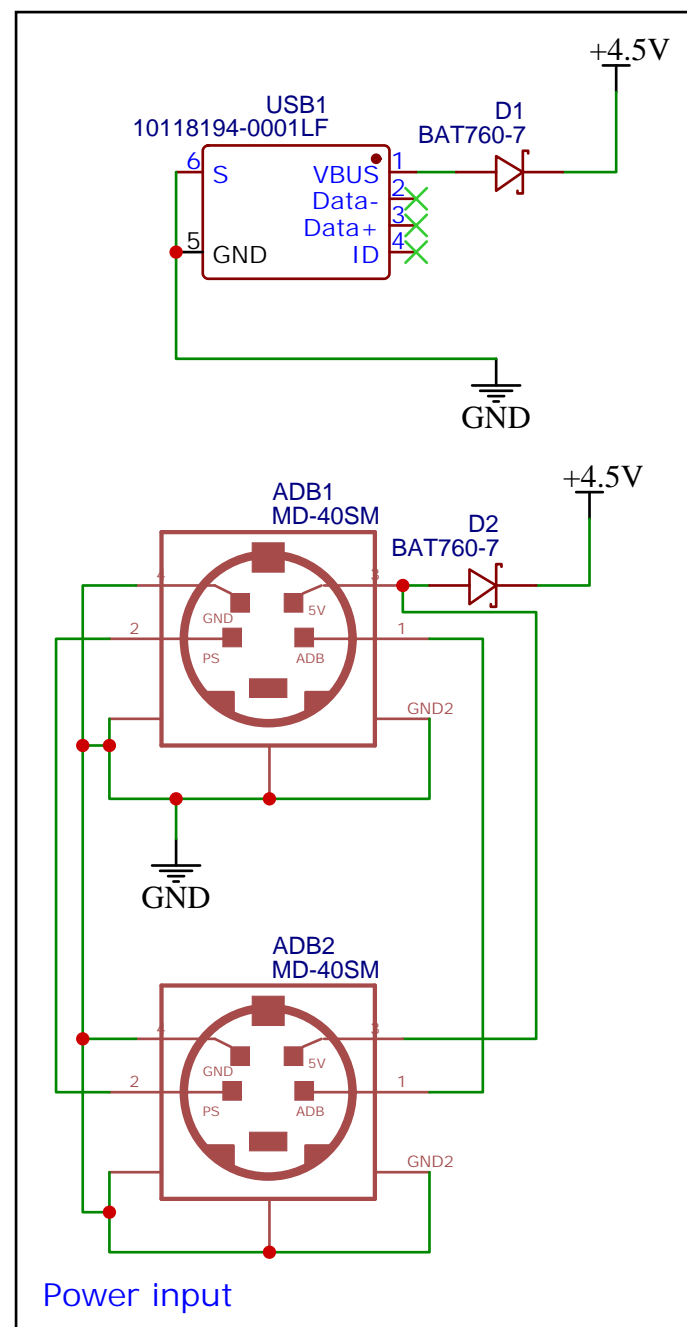 +4.5V
USB1
10118194-0001LF
D1
BAT760-7
6
S
VBUS
1
Data-
2
Data+
3
5
GND
ID
4
GND
+4.5V
ADB1
MD-40SM
D2
BAT760-7
4
3
GND
5V
2
1
PS
ADB
GND2
GND
ADB2
MD-40SM
4
3
GND
5V
2
1
PS
ADB
GND2
Power input